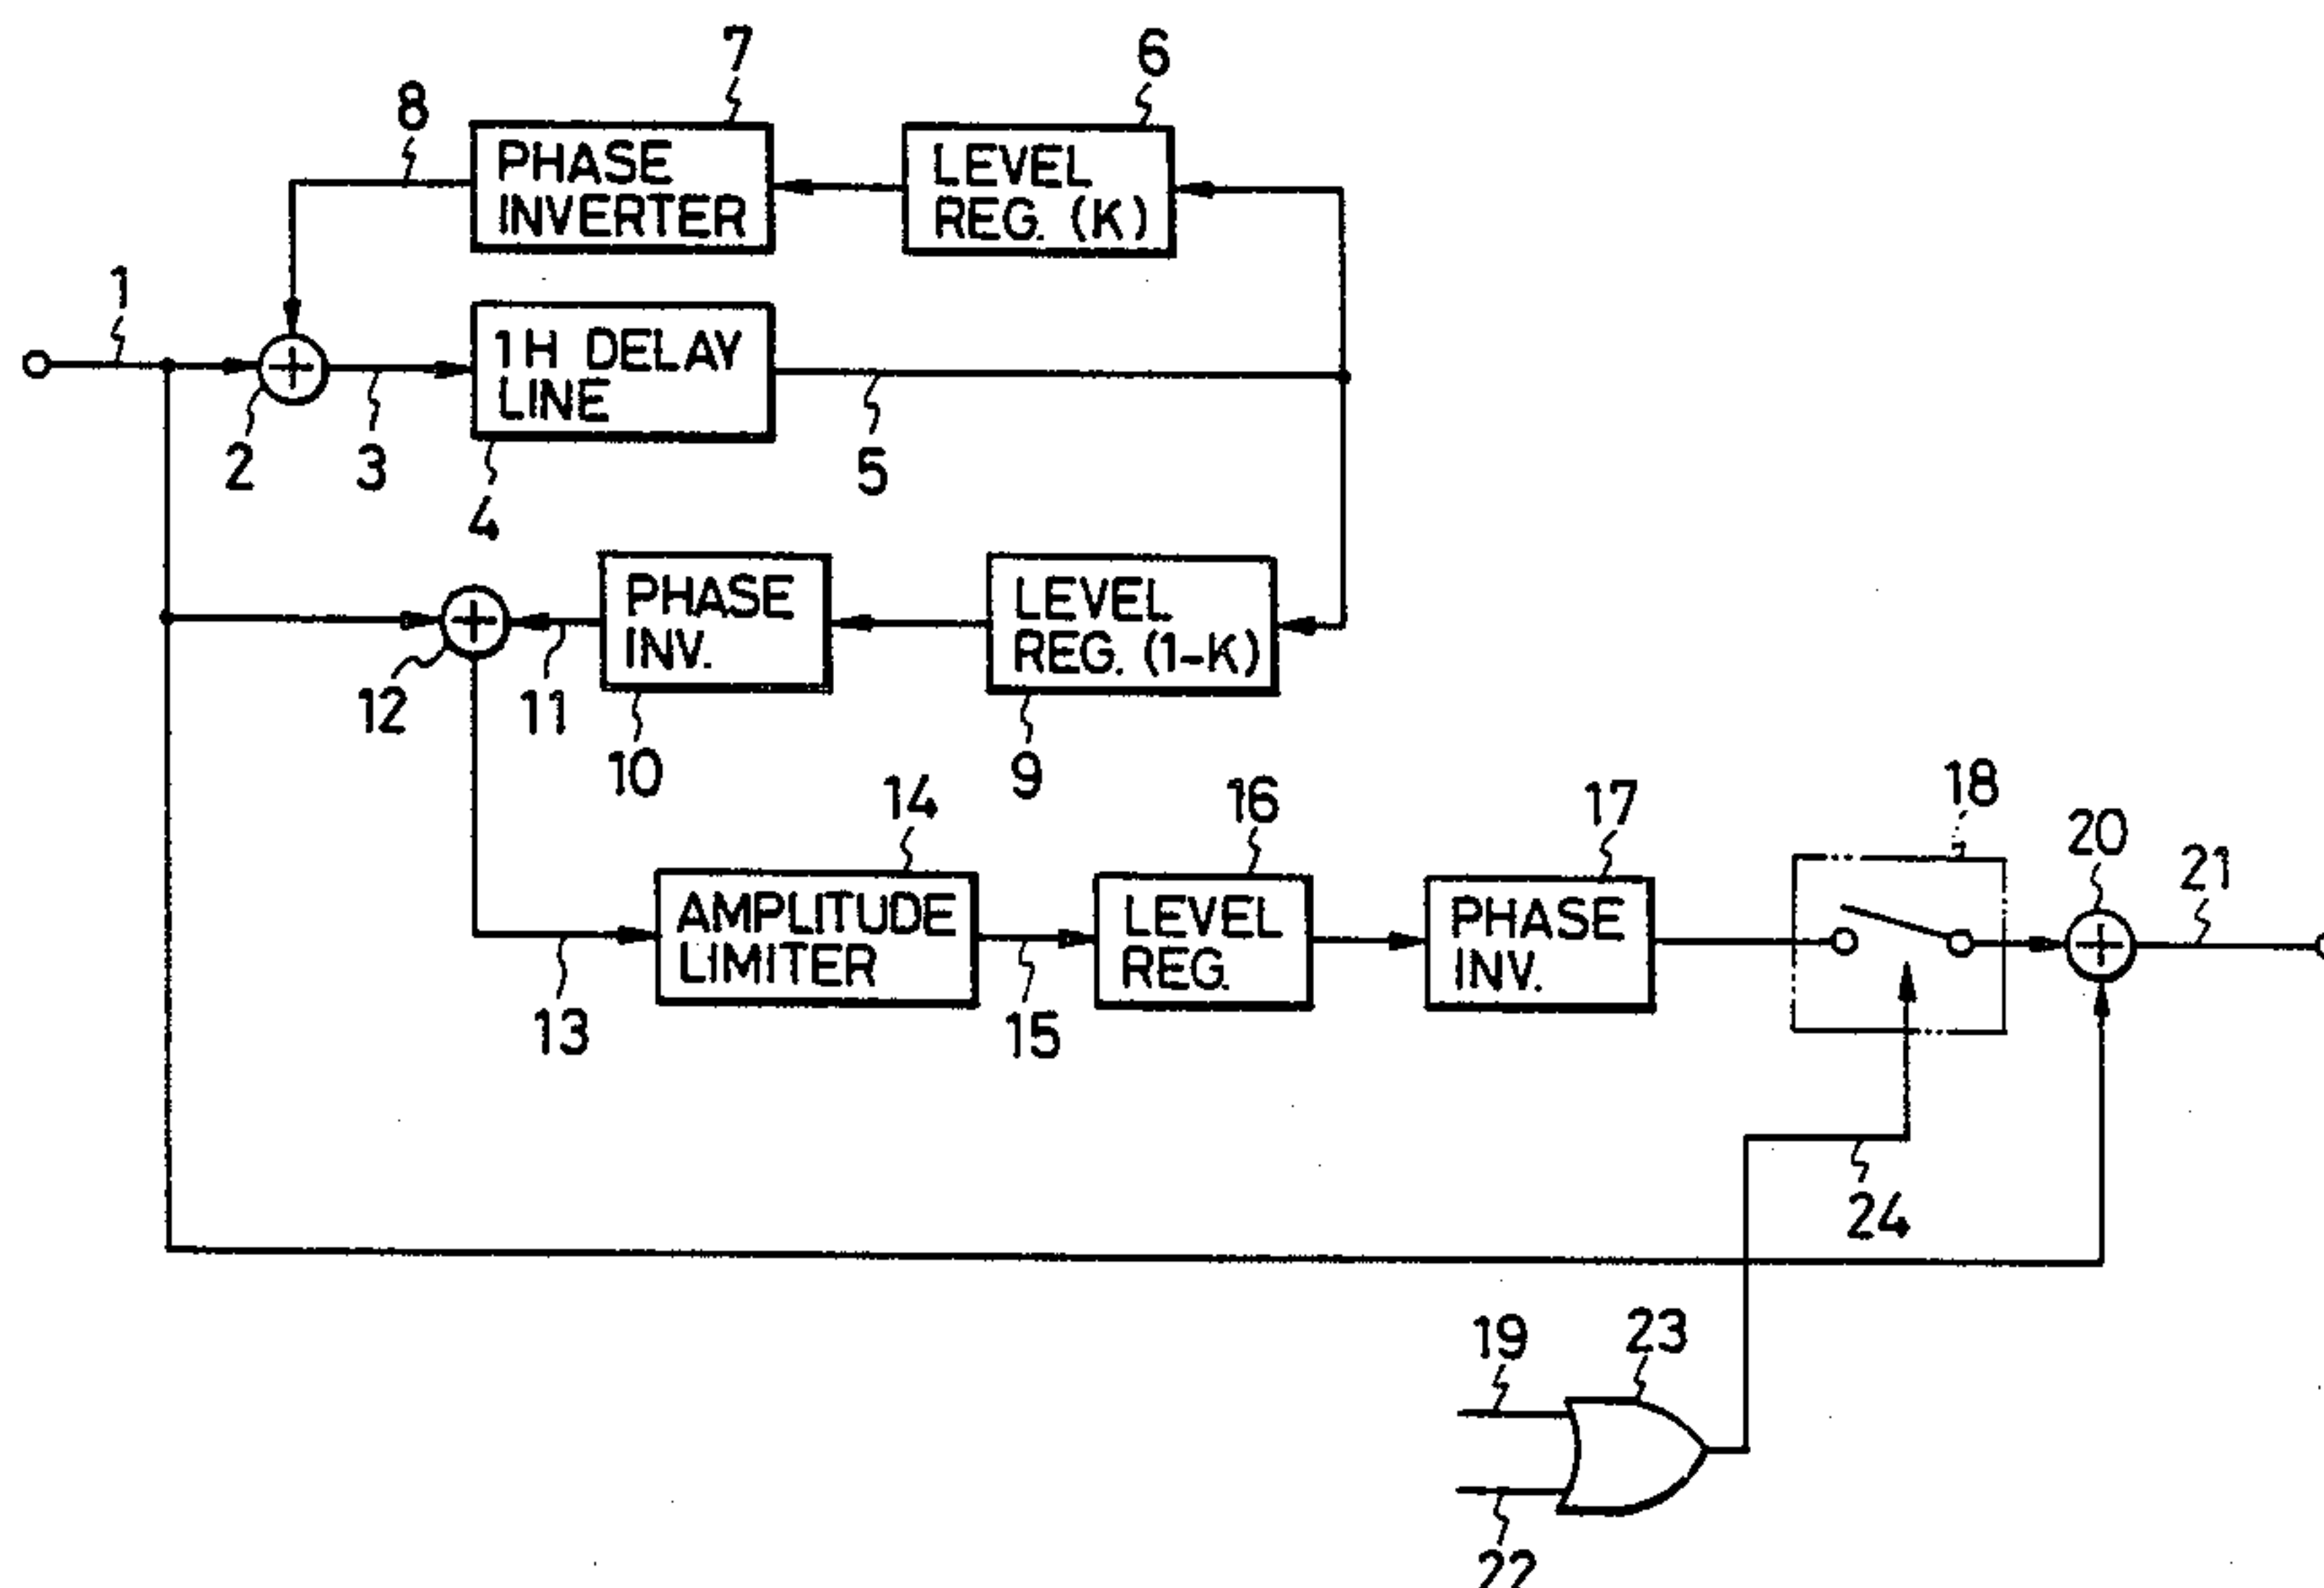 7
6
8
PHASE
INVERTER
LEVEL
REG. (K)
1
1H DELAY
LINE
2
3
4
5
PHASE
INV.
LEVEL
REG. (1-K)
12
11
10
9
14
16
17
18
20
21
AMPLITUDE
LIMITER
LEVEL
REG.
PHASE
INV.
13
15
24
19
23
22